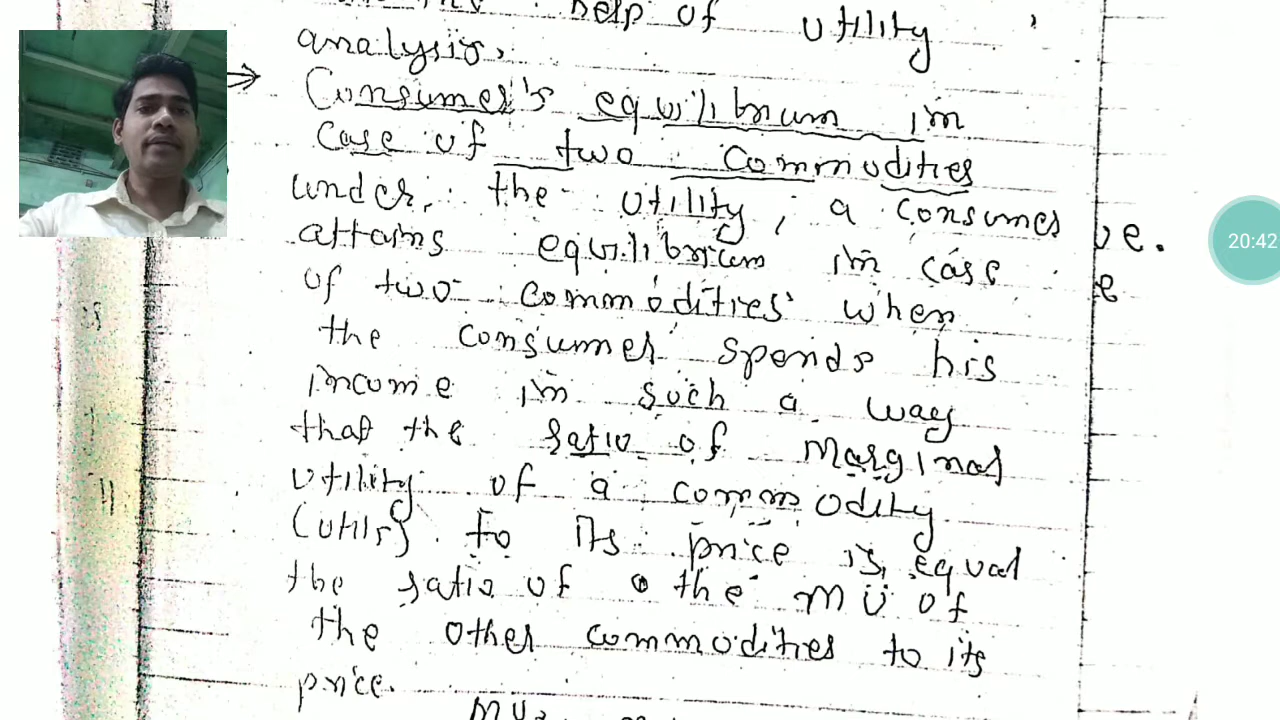 help of utility
analysis.
⇒ Consumer's equilibrium in
case of two commodities
under. the utility, a consumer
attains equilibrium in case
of two commodities when
the consumer spends his
income in such a way
that the ratio of Marginal
utility of a commodity
to its price is equal
the ratio of the MU of
the other commodities to its
price.
20:42